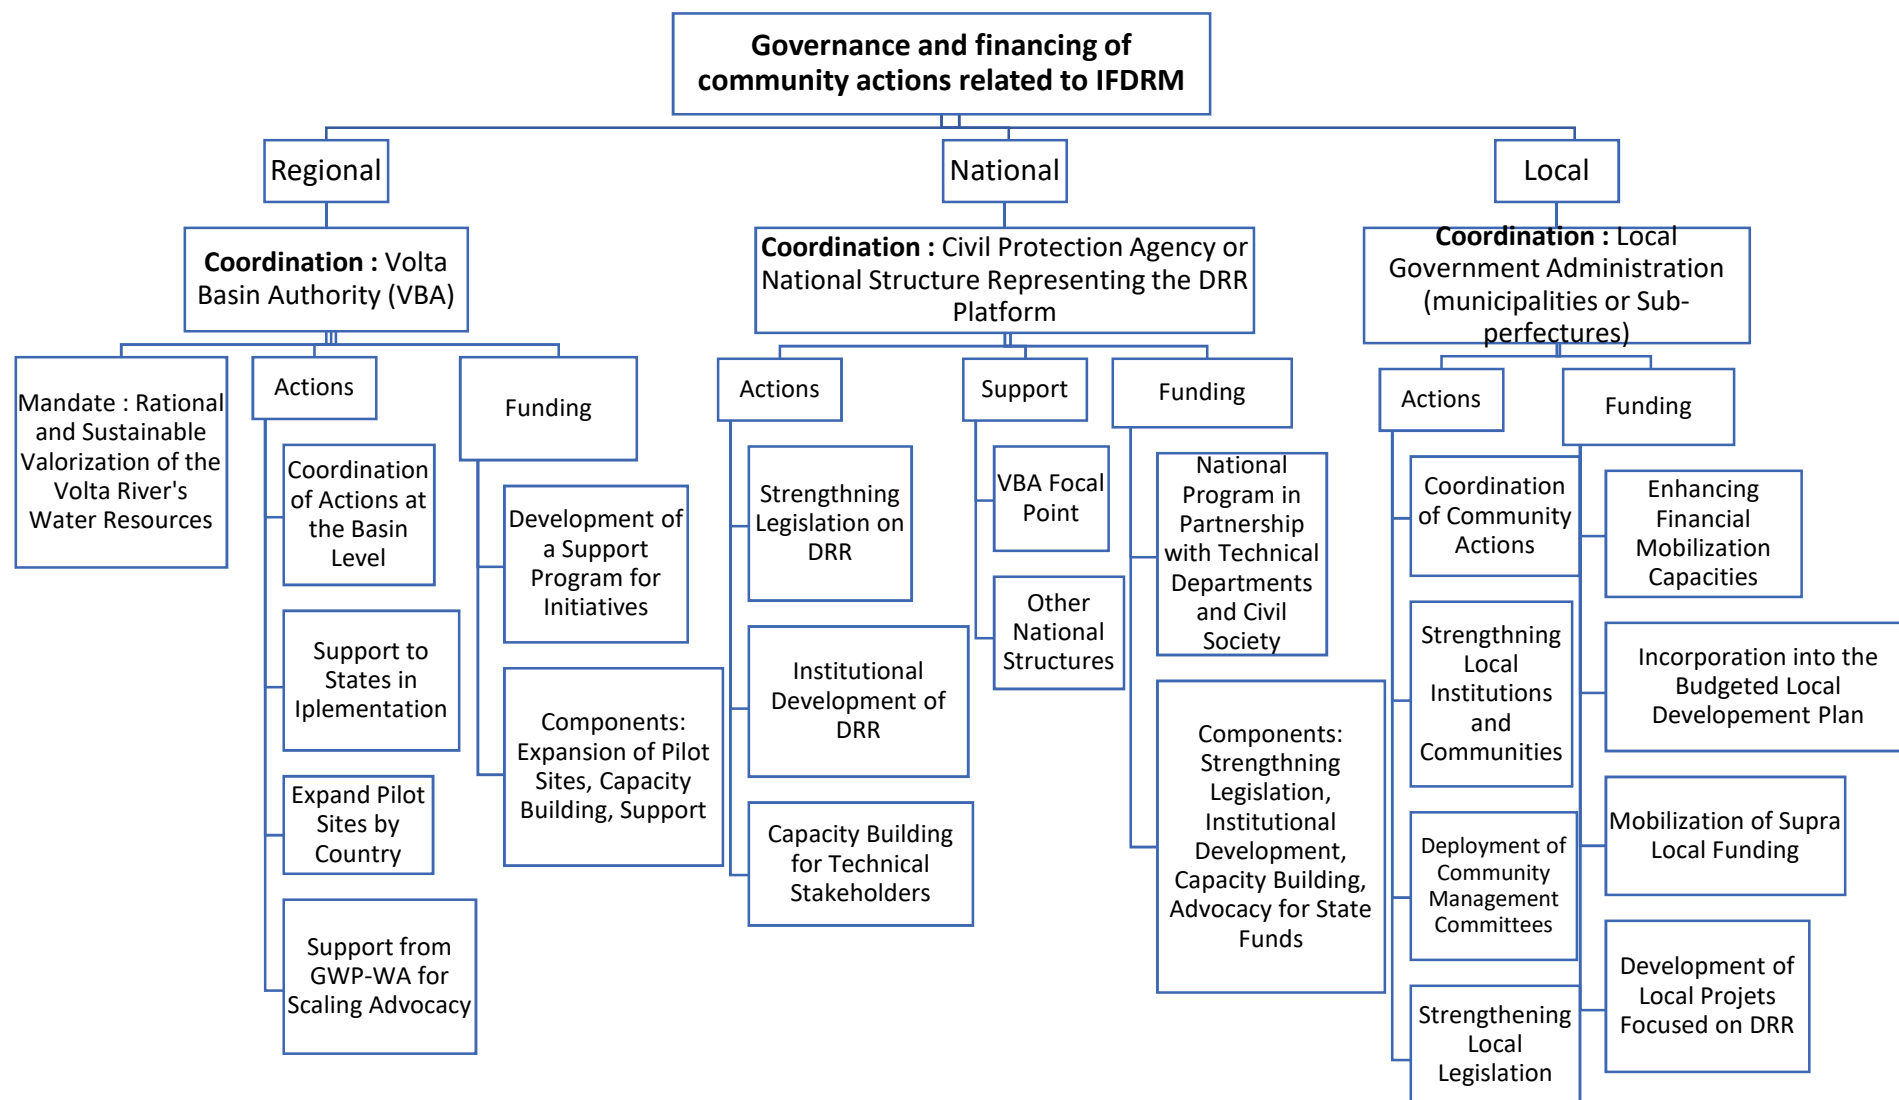 Governance and financing of
community actions related to IFDRM
Regional
National
Local
Coordination : Volta
Basin Authority (VBA)
Mandate : Rational
and Sustainable
Valorization of the
Volta River's
Water Resources
Actions
Coordination
of Actions at
the Basin
Level
Support to
States in
Iplementation
Expand Pilot
Sites by
Country
Support from
GWP-WA for
Scaling Advocacy
Funding
Development of
a Support
Program for
Initiatives
Components:
Expansion of Pilot
Sites, Capacity
Building, Support
Coordination : Civil Protection Agency or
National Structure Representing the DRR
Platform
Actions
Strengthning
Legislation on
DRR
Institutional
Development of
DRR
Capacity Building
for Technical
Stakeholders
Support
VBA Focal
Point
Other
National
Structures
Funding
National
Program in
Partnership
with Technical
Departments
and Civil
Society
Components:
Strengthning
Legislation,
Institutional
Development,
Capacity Building,
Advocacy for State
Funds
Coordination : Local
Government Administration
(municipalities or Sub-
perfectures)
Actions
Coordination
of Community
Actions
Strengthning
Local
Institutions
and
Communities
Deployment of
Community
Management
Committees
Strengthening
Local
Legislation
Funding
Enhancing
Financial
Mobilization
Capacities
Incorporation into the
Budgeted Local
Developement Plan
Mobilization of Supra
Local Funding
Development of
Local Projets
Focused on DRR